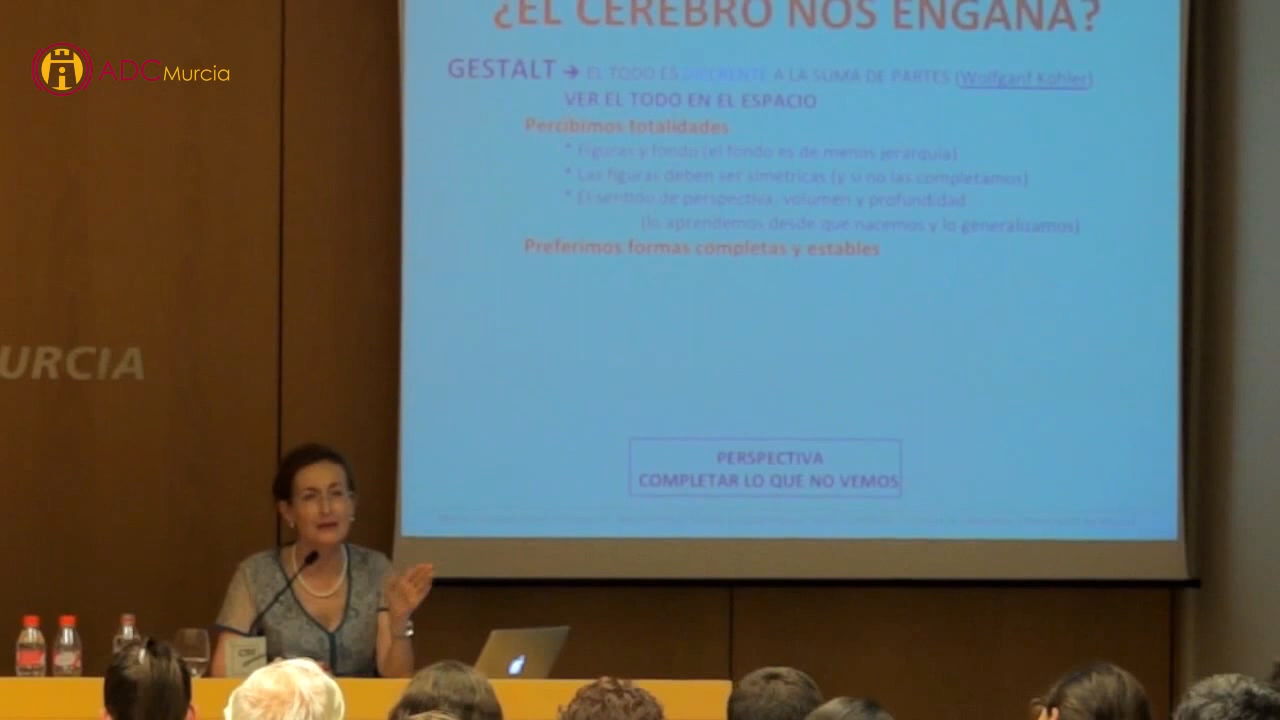 ADCMurcia
URCIA
¿EL CEREBRO NOS ENGAÑA?
GESTALT → EL TODO ES DIFERENTE A LA SUMA DE PARTES (Wolfganf Köhler)
VER EL TODO EN EL ESPACIO
Percibimos totalidades
* Figuras y fondo (el fondo es de menos jerarquía)
* Las figuras deben ser simétricas (y si no las completamos)
* El sentido de perspectiva, volumen y profundidad
(lo aprendemos desde que nacemos y lo generalizamos)
Preferimos formas completas y estables
PERSPECTIVA
COMPLETAR LO QUE NO VEMOS